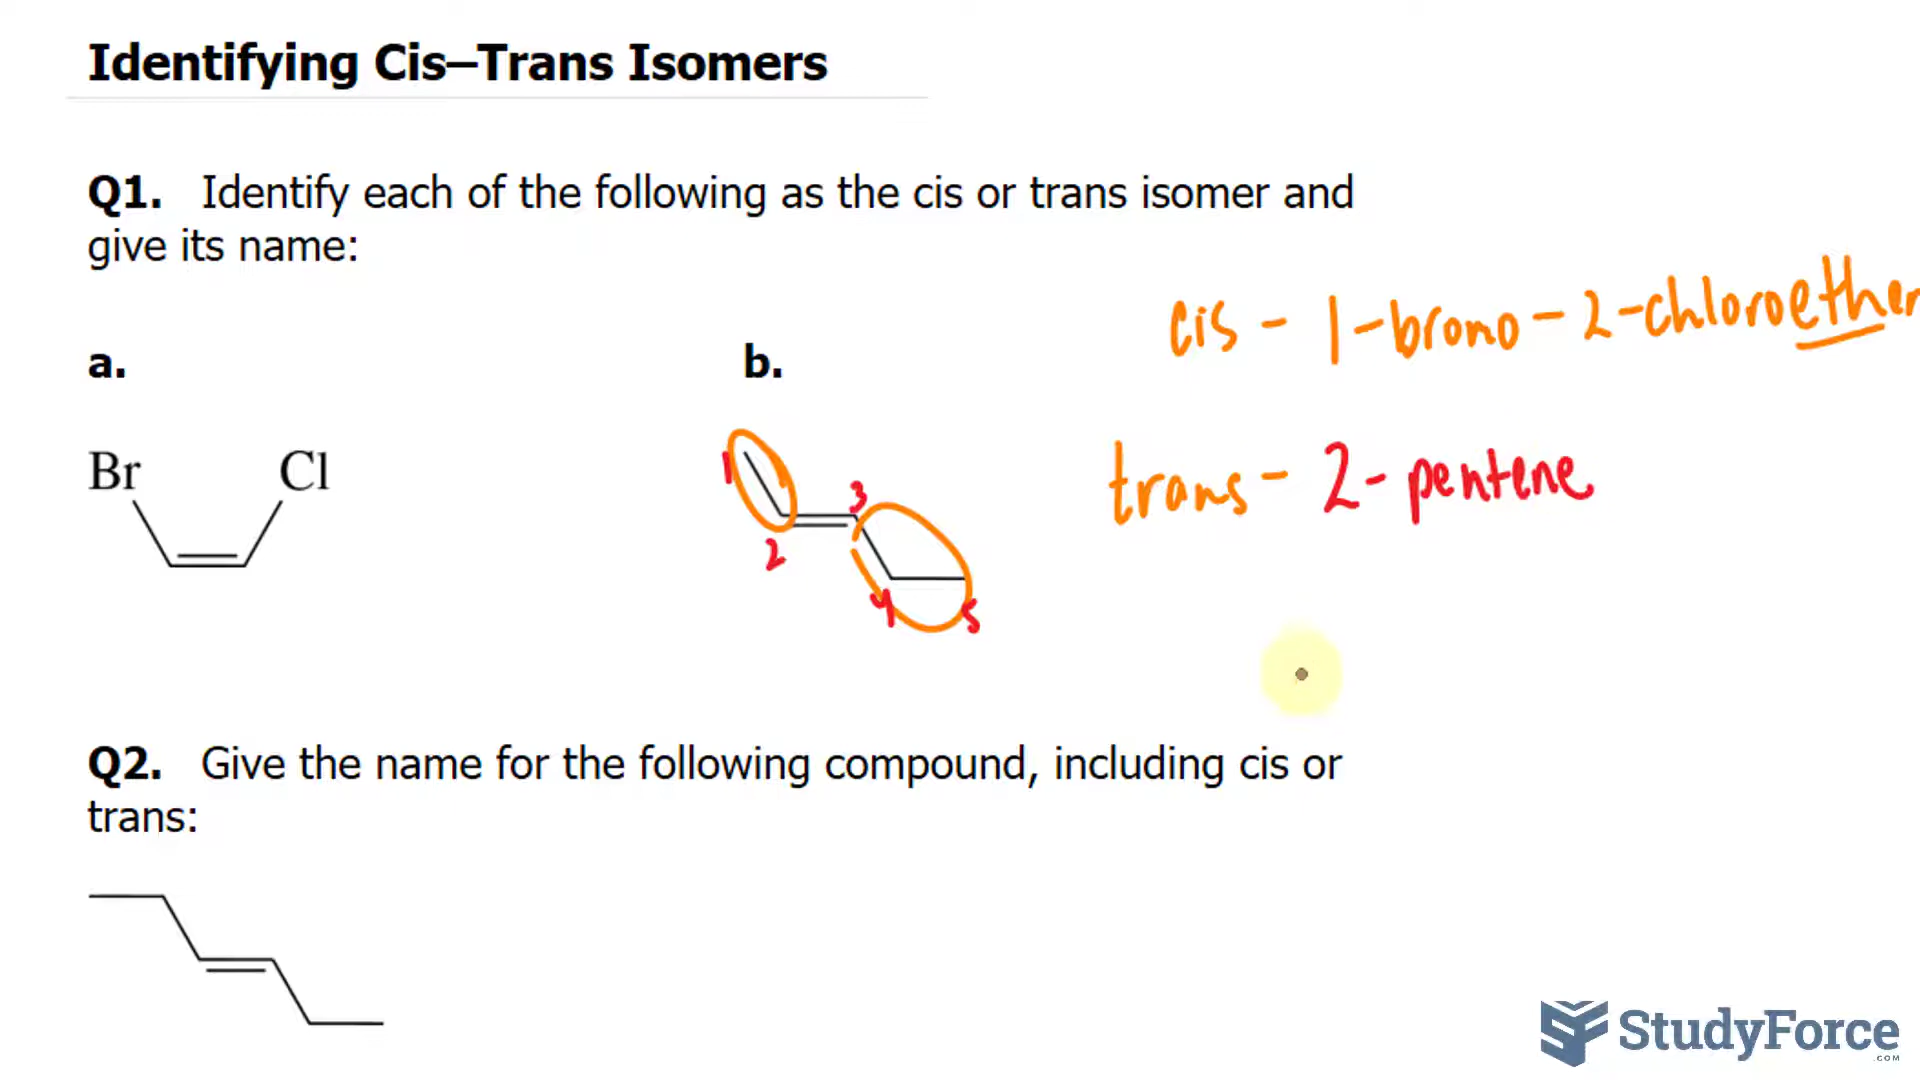 Identifying Cis–Trans Isomers
Q1. Identify each of the following as the cis or trans isomer and
give its name:
cis - 1-bromo-2-chloroether
a.
b.
Br
Cl
1
2
3
4
5
trans- 2-pentene
Q2. Give the name for the following compound, including cis or
trans:
StudyForce
.COM